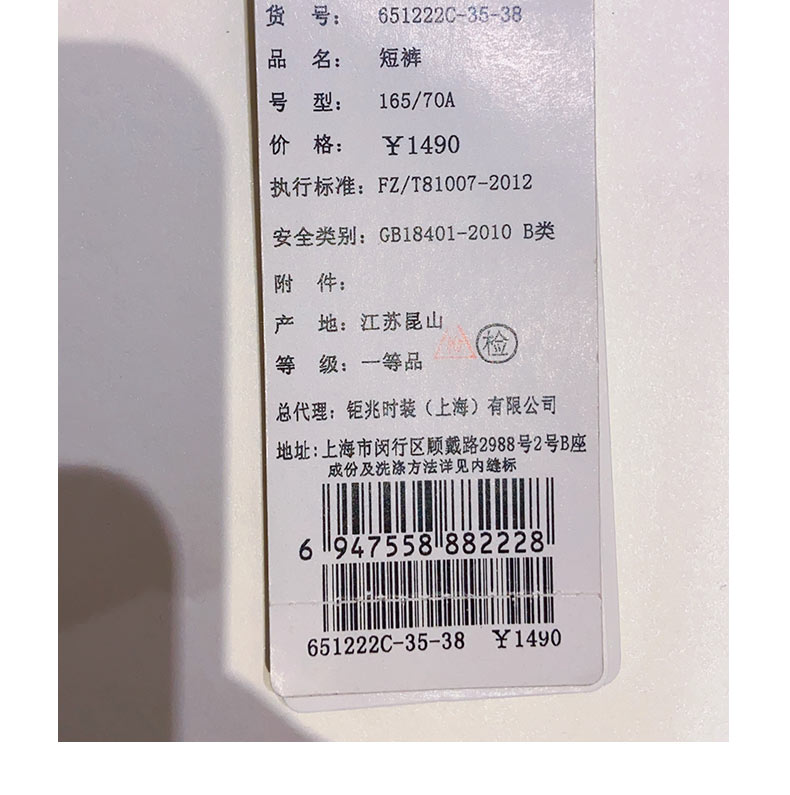 货 号: 651222C-35-38
品 名: 短裤
号 型: 165/70A
价 格: ￥1490
执行标准: FZ/T81007-2012
安全类别: GB18401-2010 B类
附 件:
产 地: 江苏昆山
检
等 级: 一等品
总代理: 钜兆时装（上海）有限公司
地址:上海市闵行区顾戴路2988号2号B座
成份及洗涤方法详见内缝标
6 947558 882228
651222C-35-38 ￥1490